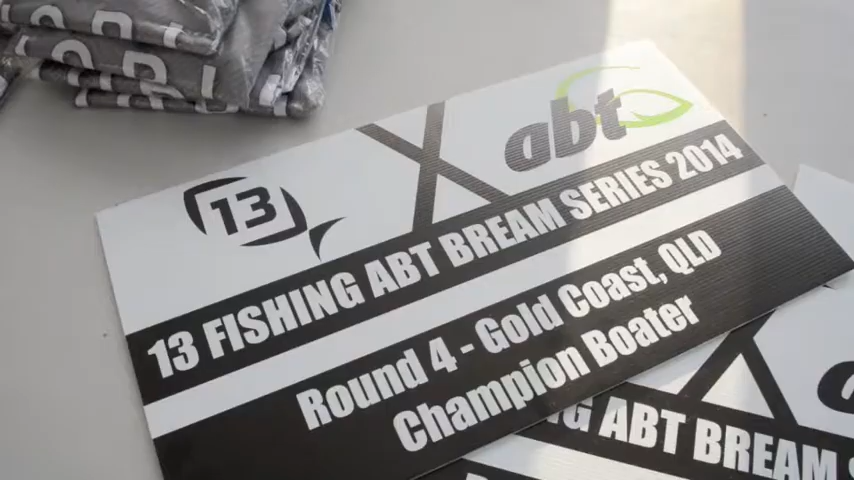 13
abt
13 FISHING ABT BREAM SERIES 2014
Round 4 - Gold Coast, QLD
Champion Boater
ABT BREAM